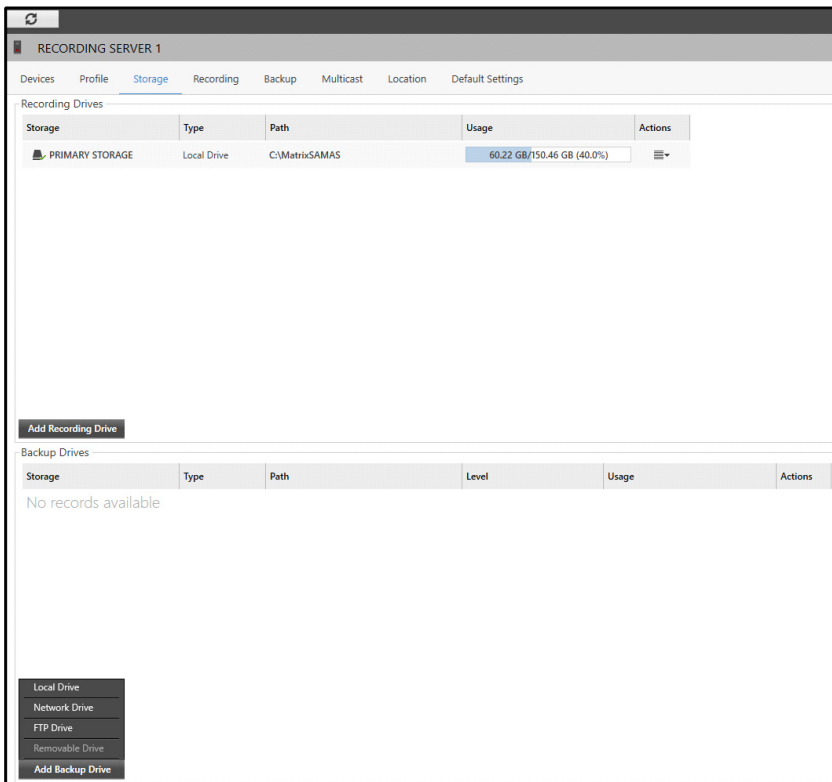 RECORDING SERVER 1
Devices Profile Storage Recording Backup Multicast Location Default Settings
Recording Drives
Storage Type Path Usage Actions
PRIMARY STORAGE Local Drive C:\MatrixSAMAS 60.22 GB/150.46 GB (40.0%)
Add Recording Drive
Backup Drives
Storage Type Path Level Usage Actions
No records available
Local Drive
Network Drive
FTP Drive
Removable Drive
Add Backup Drive